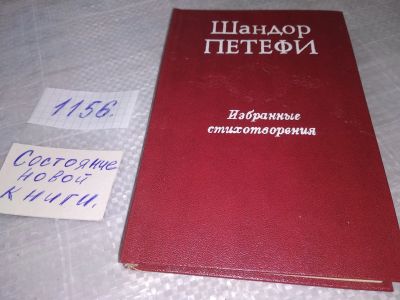 Шандор
ПЕТЕФИ
Избранные
стихотворения
1156.
Состояние
новой
книги.